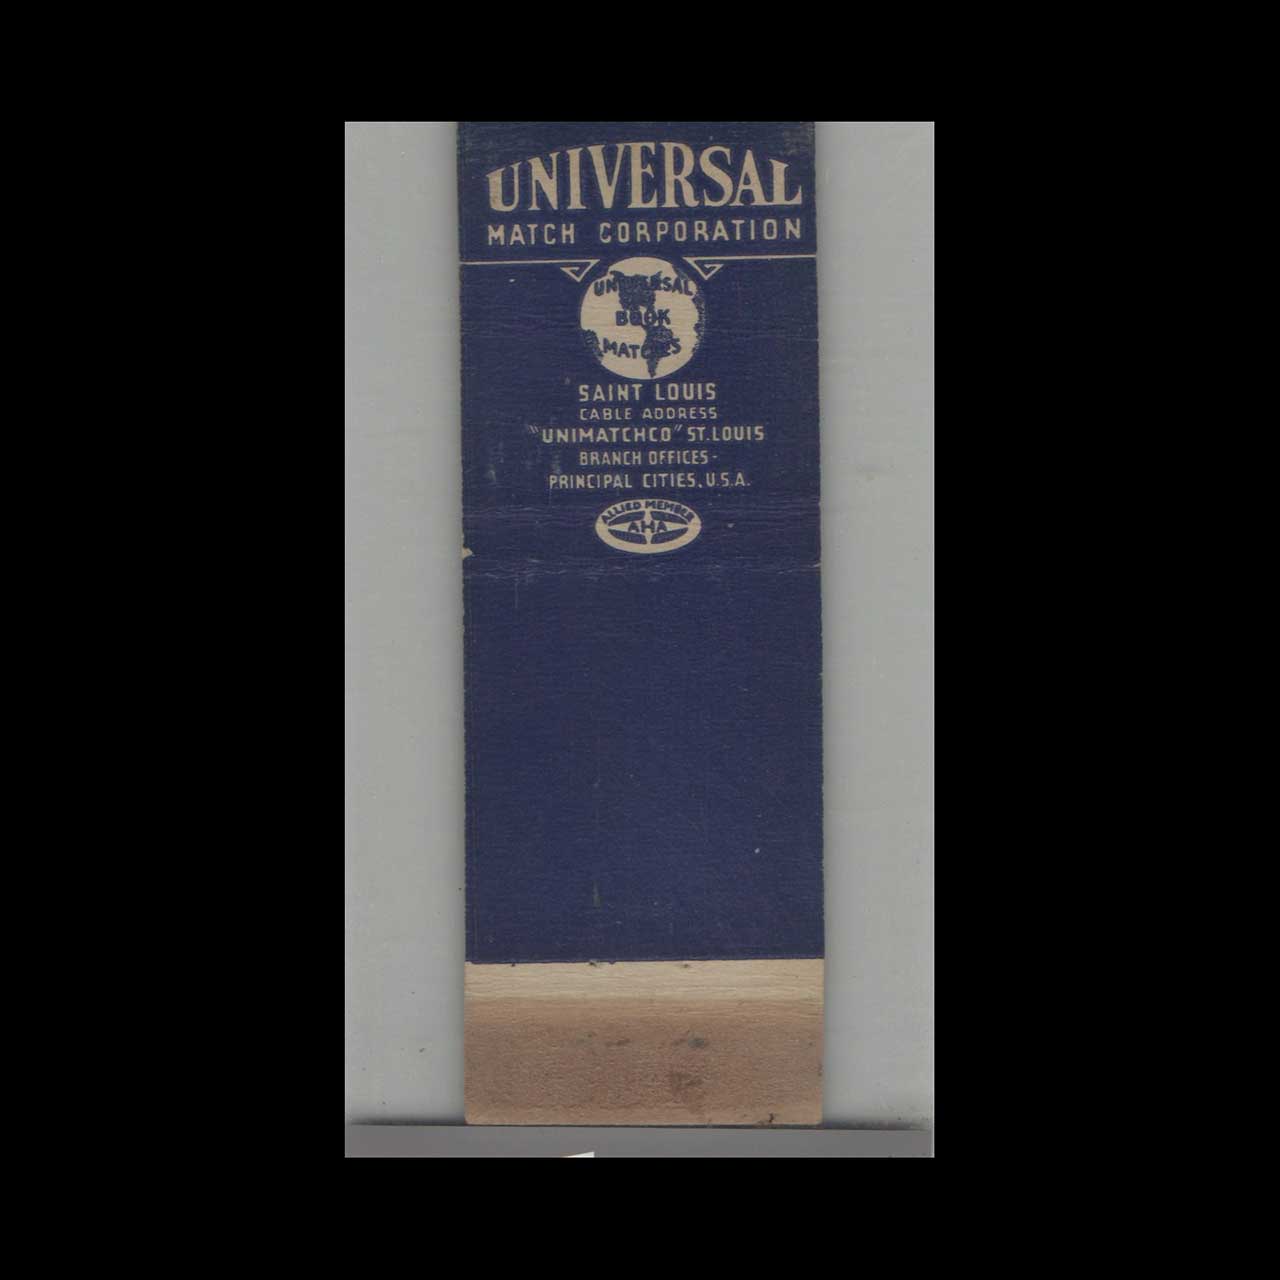 UNIVERSAL
MATCH CORPORATION
UNIVERSAL
BOOK
MATCHES
SAINT LOUIS
CABLE ADDRESS
"UNIMATCHCO" ST. LOUIS
BRANCH OFFICES-
PRINCIPAL CITIES, U.S.A.
ALLIED MEMBER
AHA